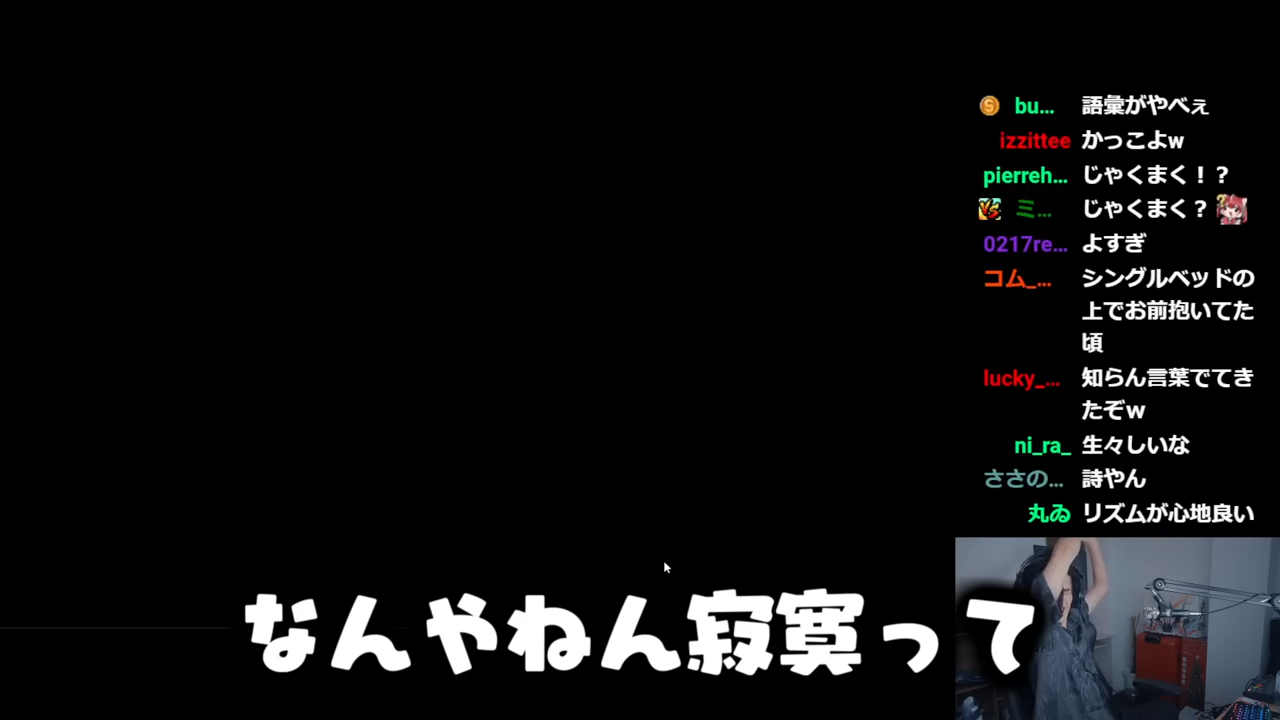 bu... 語彙がやべぇ
izzittee かっこよw
pierreh... じゃくまく！？
ミ... じゃくまく？
0217re... よすぎ
コム_... シングルベッドの
上でお前抱いてた
頃
lucky_... 知らん言葉でてき
たぞw
ni_ra_ 生々しいな
ささの... 詩やん
丸ゐ リズムが心地良い
なんやねん寂寞って